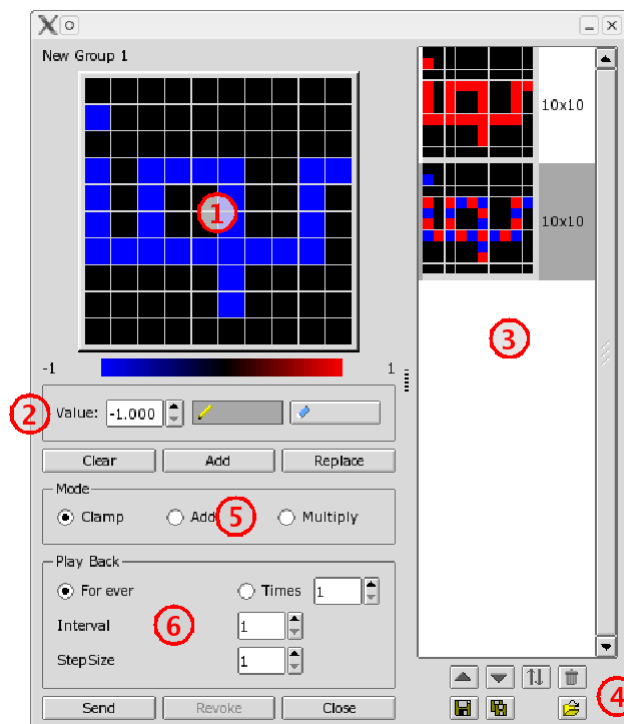 New Group 1
1
10x10
10x10
3
-1
1
2
Value: -1.000
Clear
Add
Replace
Mode
Clamp
Add
5
Multiply
Play Back
For ever
Times 1
Interval
6
1
StepSize
1
4
Send
Revoke
Close